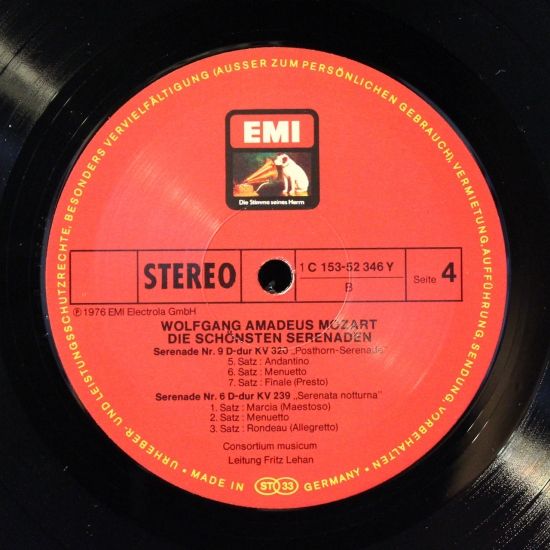 URHEBER- UND LEISTUNGSSCHUTZRECHTE, BESONDERS VERVIELFÄLTIGUNG (AUSSER ZUM PERSÖNLICHEN GEBRAUCH), VERMIETUNG, AUFFÜHRUNG, SENDUNG, VORBEHALTEN •
EMI
Die Stimme seines Herrn
STEREO
1 C 153-52 346 Y
B
Seite 4
℗ 1976 EMI Electrola GmbH
WOLFGANG AMADEUS MOZART
DIE SCHÖNSTEN SERENADEN
Serenade Nr. 9 D-dur KV 320 „Posthorn-Serenade“
5. Satz: Andantino
6. Satz: Menuetto
7. Satz: Finale (Presto)
Serenade Nr. 6 D-dur KV 239 „Serenata notturna“
1. Satz: Marcia (Maestoso)
2. Satz: Menuetto
3. Satz: Rondeau (Allegretto)
Consortium musicum
Leitung Fritz Lehan
• MADE IN ST 33 GERMANY •